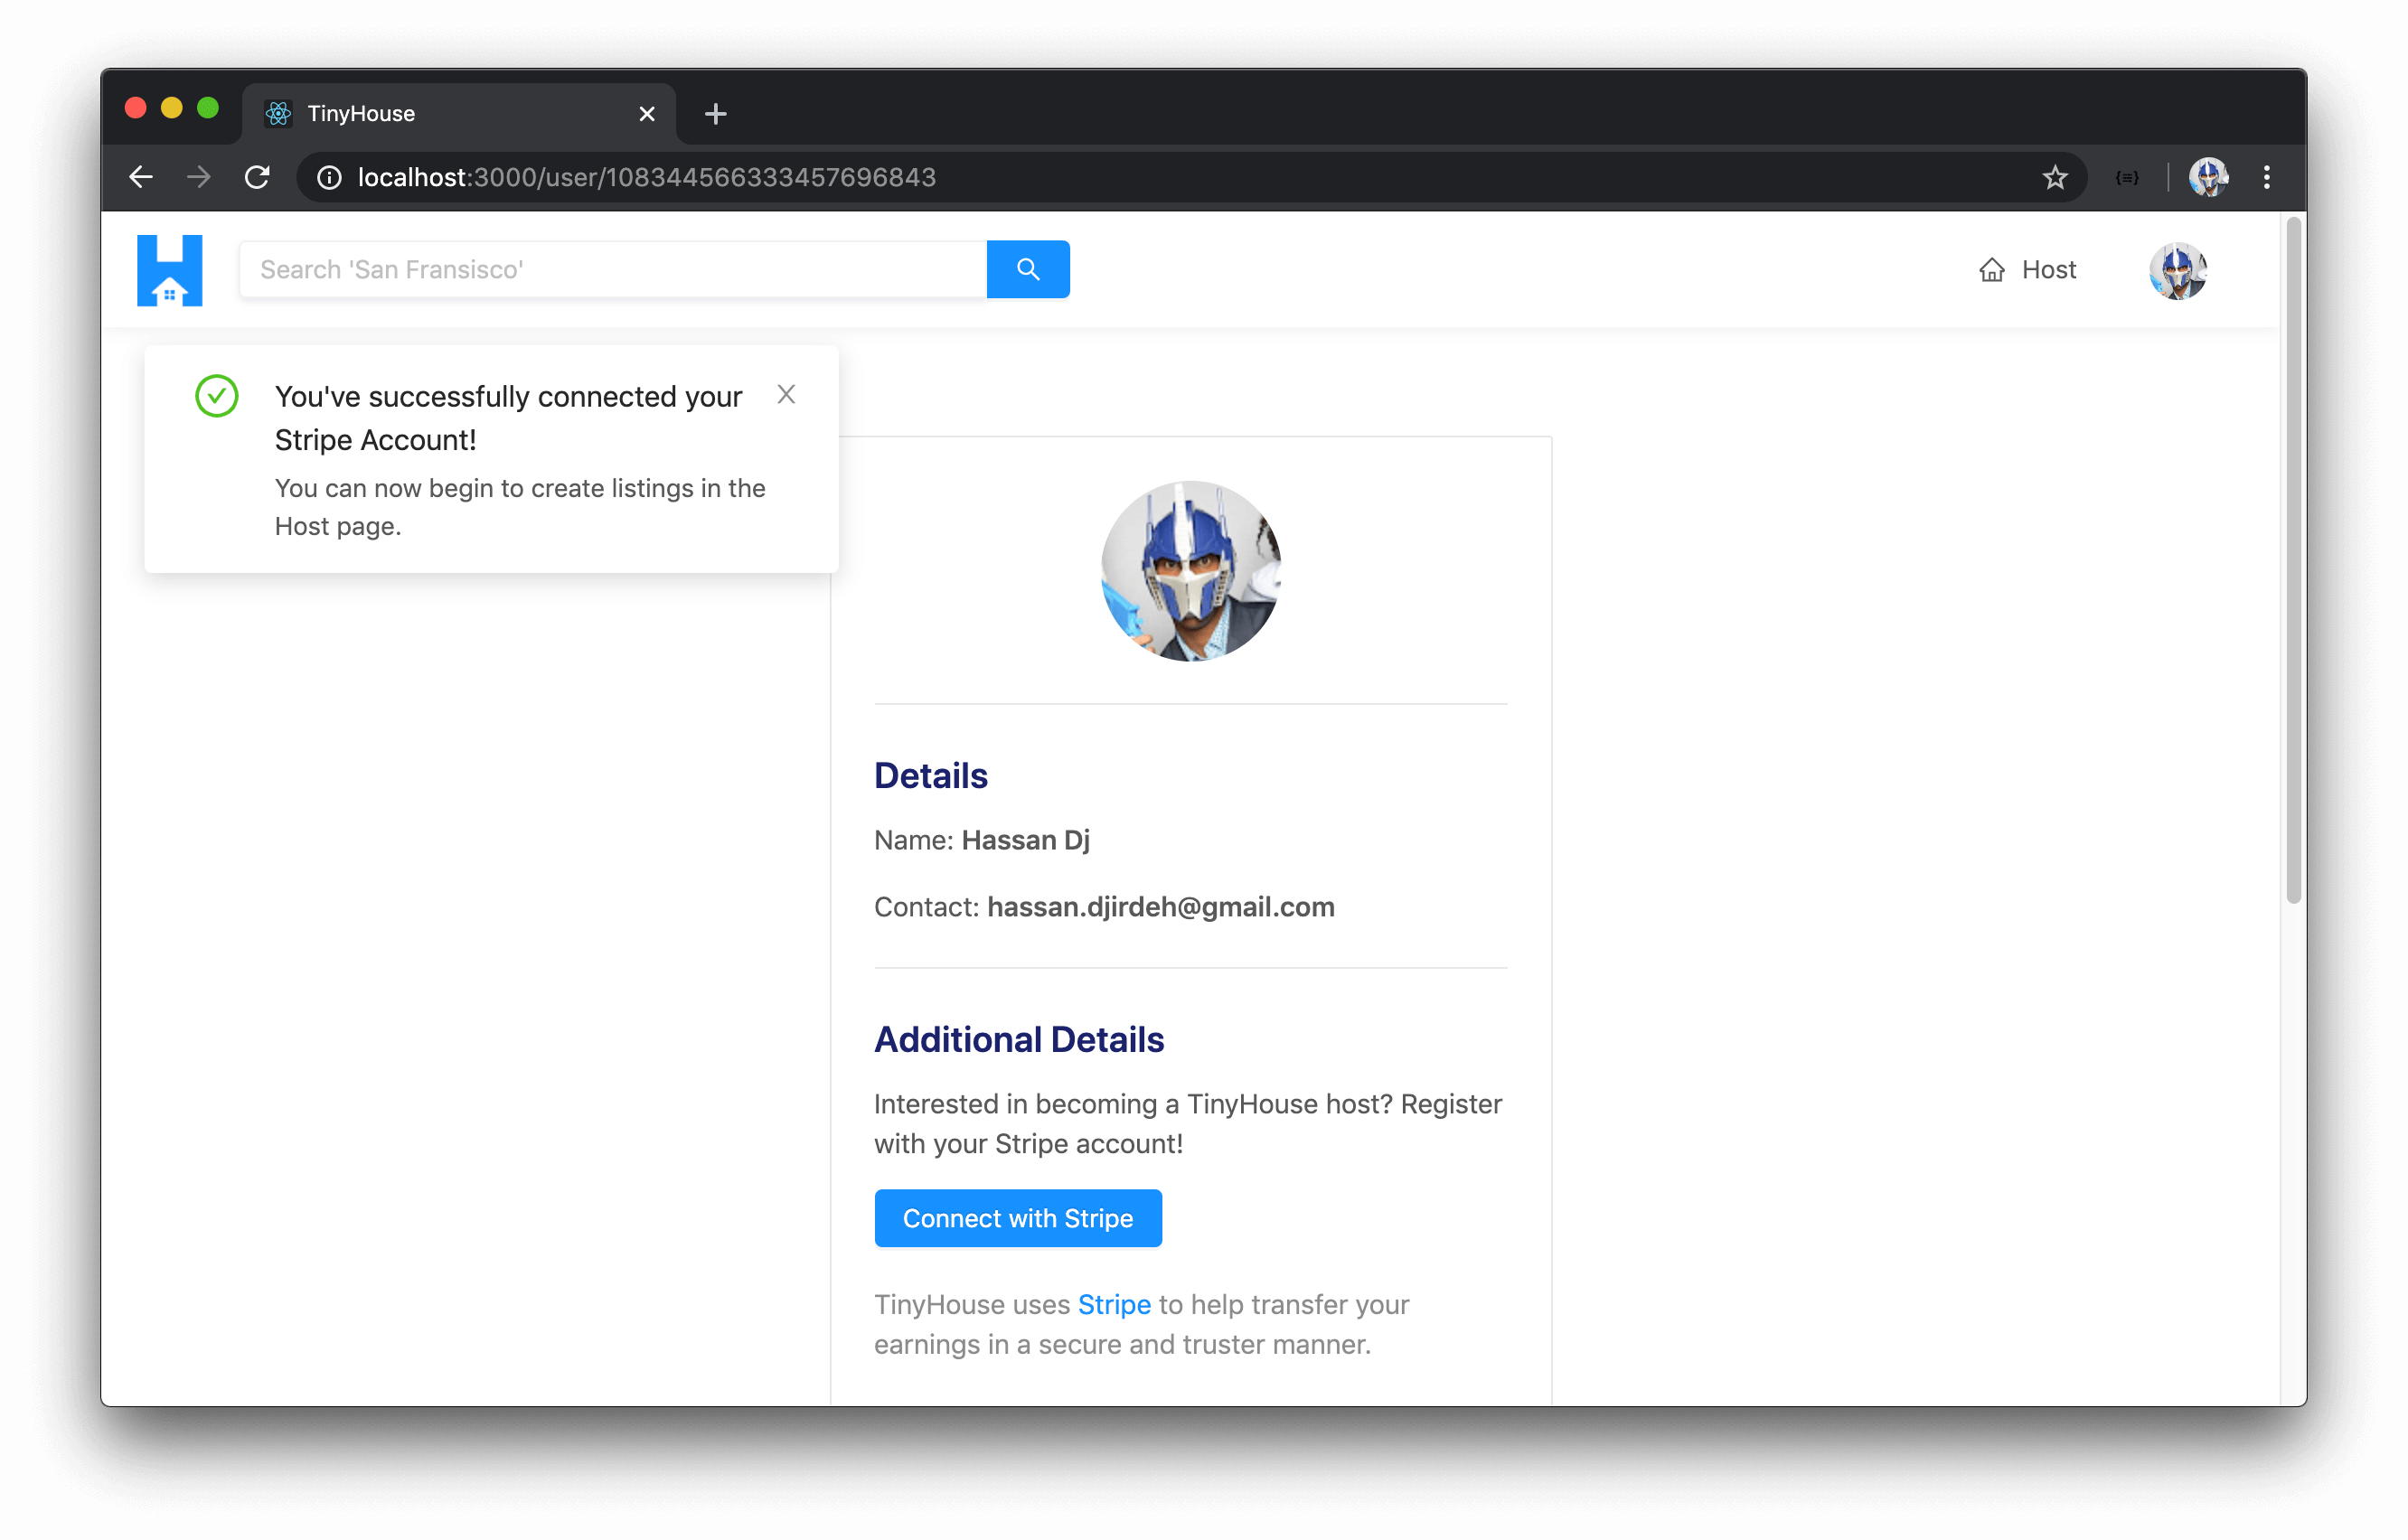 TinyHouse
localhost:3000/user/108344566333457696843
Search 'San Fransisco'
Host
You've successfully connected your
Stripe Account!
You can now begin to create listings in the
Host page.
Details
Name: Hassan Dj
Contact: hassan.djirdeh@gmail.com
Additional Details
Interested in becoming a TinyHouse host? Register
with your Stripe account!
Connect with Stripe
TinyHouse uses Stripe to help transfer your
earnings in a secure and truster manner.